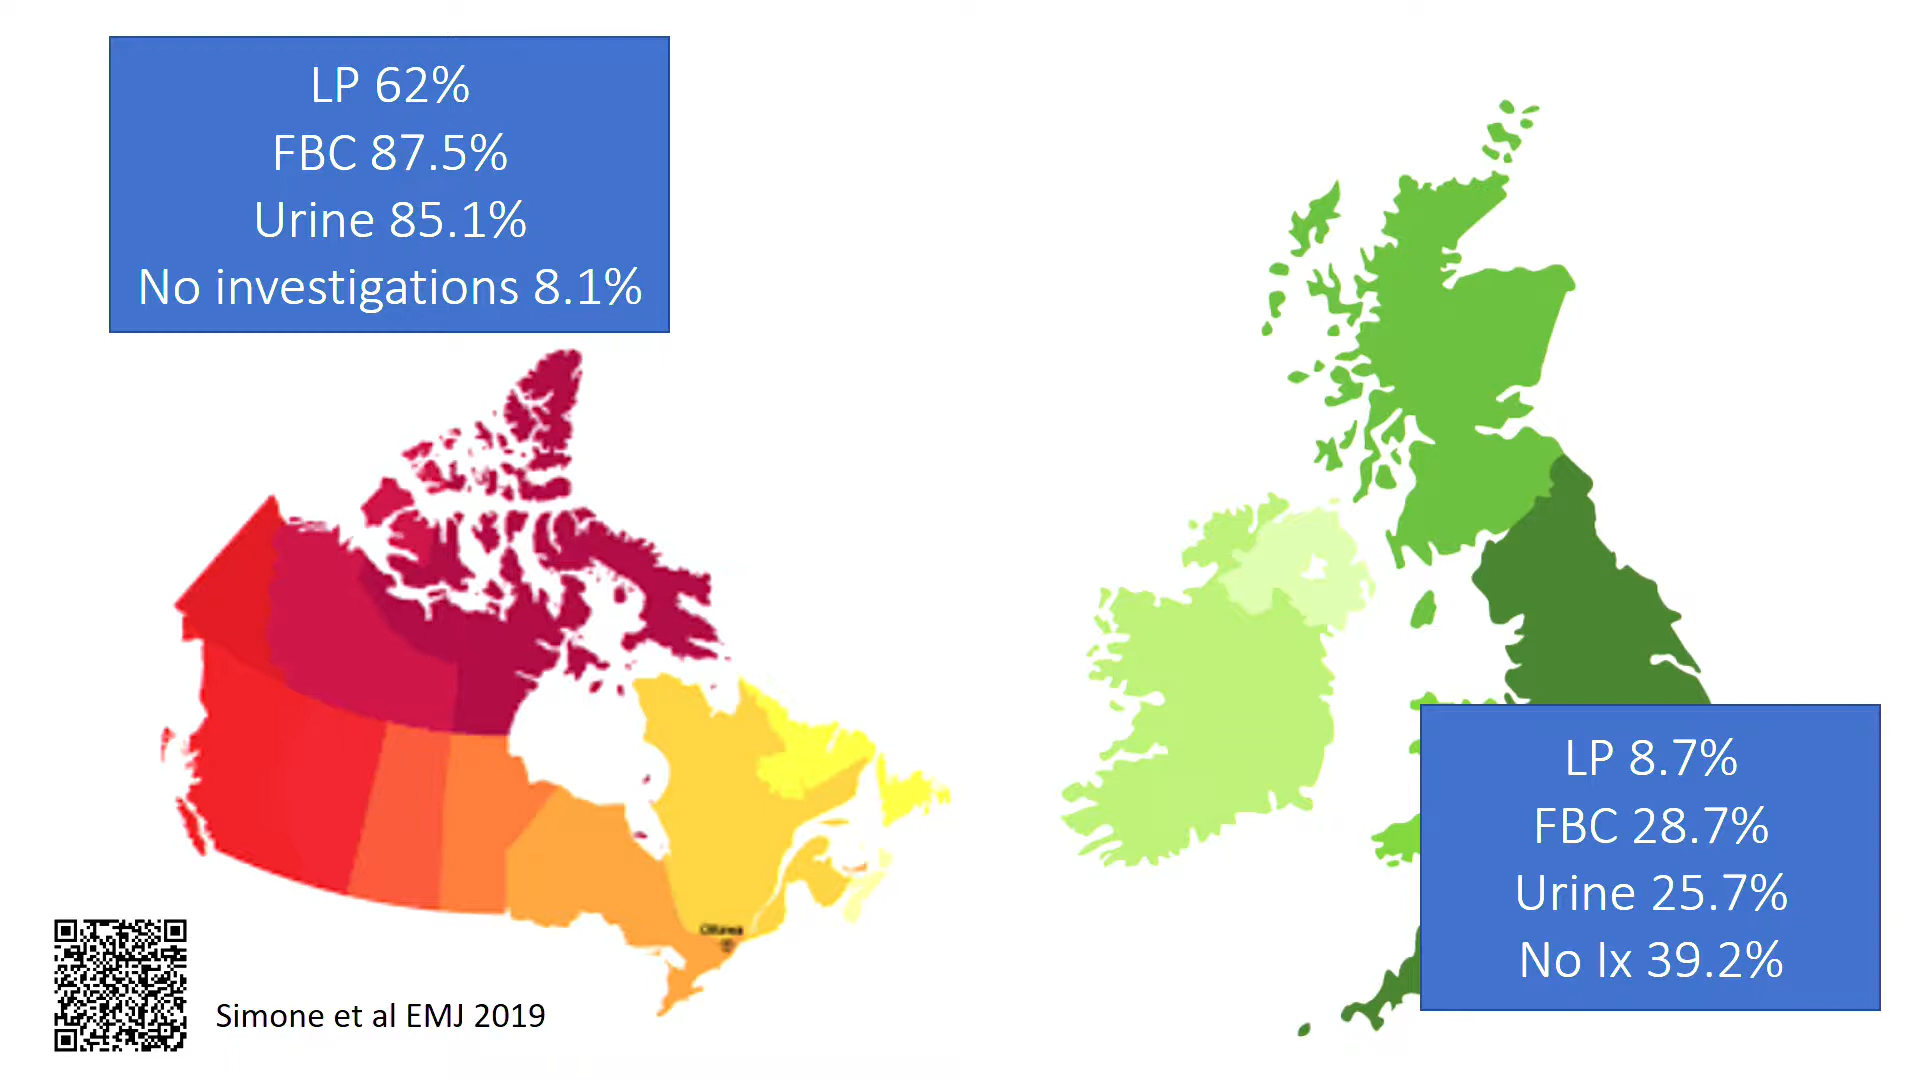 LP 62%
FBC 87.5%
Urine 85.1%
No investigations 8.1%
Ottawa
LP 8.7%
FBC 28.7%
Urine 25.7%
No Ix 39.2%
Simone et al EMJ 2019